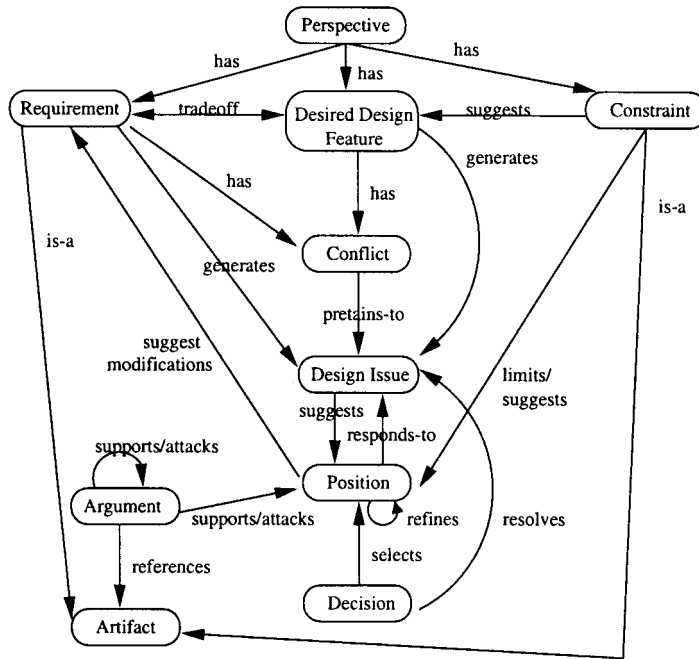 Perspective
has
has
has
Requirement
tradeoff
Desired Design
Feature
suggests
Constraint
has
has
generates
is-a
is-a
generates
Conflict
pretains-to
suggest
modifications
Design Issue
limits/
suggests
suggests
responds-to
supports/attacks
Argument
supports/attacks
Position
refines
resolves
references
selects
Artifact
Decision